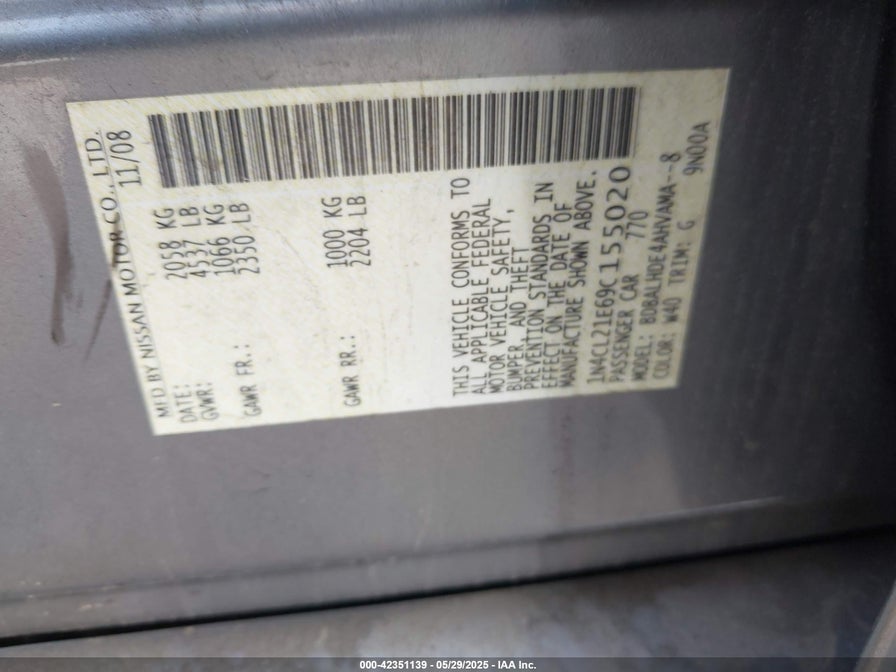 MFD BY NISSAN MOTOR CO., LTD.
DATE: 11/08
GVWR: 2058 KG
4537 LB
GAWR FR.: 1066 KG
2350 LB
GAWR RR.: 1000 KG
2204 LB
THIS VEHICLE CONFORMS TO
ALL APPLICABLE FEDERAL
MOTOR VEHICLE SAFETY,
BUMPER, AND THEFT
PREVENTION STANDARDS IN
EFFECT ON THE DATE OF
MANUFACTURE SHOWN ABOVE.
1N4CL21E69C155020
PASSENGER CAR 770
MODEL: BDBALHDE4AHVAMA--8
COLOR: W40 TRIM: G 9N00A
000-42351139 - 05/29/2025 - IAA Inc.